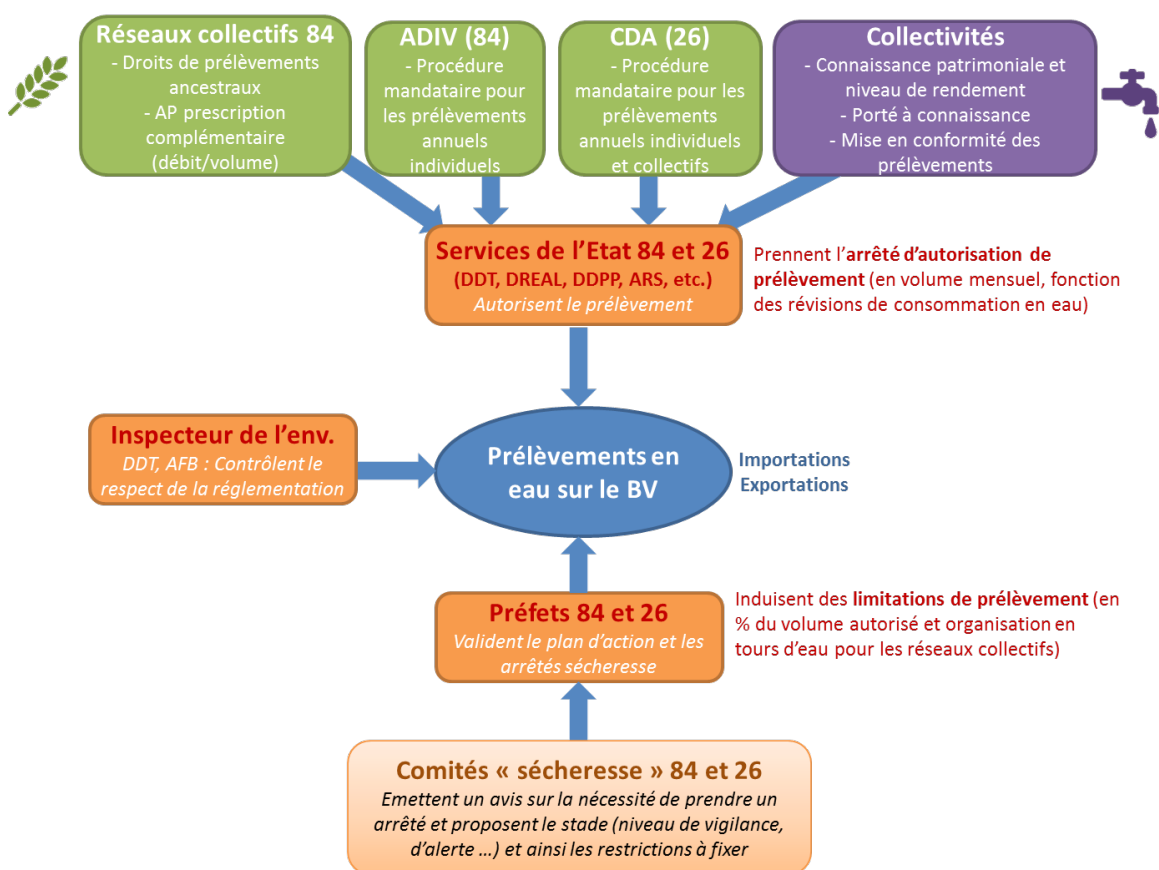 Réseaux collectifs 84
- Droits de prélèvements
ancestraux
- AP prescription
complémentaire
(débit/volume)
ADIV (84)
- Procédure
mandataire pour
les prélèvements
annuels
individuels
CDA (26)
- Procédure
mandataire pour les
prélèvements
annuels individuels
et collectifs
Collectivités
- Connaissance patrimoniale et
niveau de rendement
- Porté à connaissance
- Mise en conformité des
prélèvements
Services de l'Etat 84 et 26
(DDT, DREAL, DDPP, ARS, etc.)
Autorisent le prélèvement
Prennent l'arrêté d'autorisation de
prélèvement (en volume mensuel, fonction
des révisions de consommation en eau)
Inspecteur de l'env.
DDT, AFB : Contrôlent le
respect de la réglementation
Prélèvements en
eau sur le BV
Importations
Exportations
Préfets 84 et 26
Valident le plan d'action et les
arrêtés sécheresse
Induisent des limitations de prélèvement (en
% du volume autorisé et organisation en
tours d'eau pour les réseaux collectifs)
Comités « sécheresse » 84 et 26
Emettent un avis sur la nécessité de prendre un
arrêté et proposent le stade (niveau de vigilance,
d'alerte ...) et ainsi les restrictions à fixer